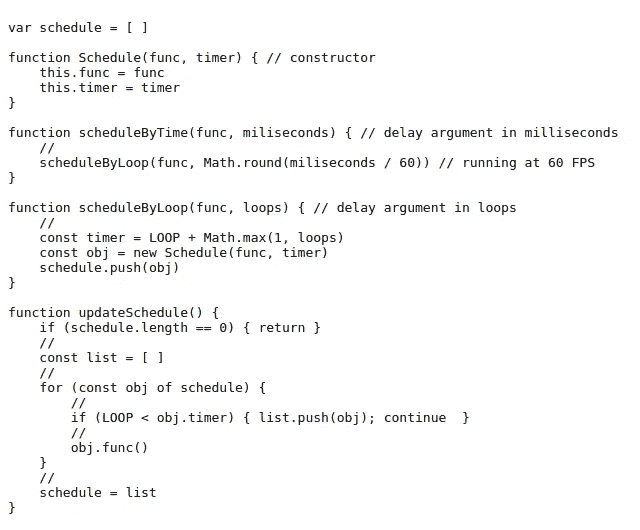 var schedule = [ ]
function Schedule(func, timer) { // constructor
this.func = func
this.timer = timer
}
function scheduleByTime(func, miliseconds) { // delay argument in milliseconds
//
scheduleByLoop(func, Math.round(miliseconds / 60)) // running at 60 FPS
}
function scheduleByLoop(func, loops) { // delay argument in loops
//
const timer = LOOP + Math.max(1, loops)
const obj = new Schedule(func, timer)
schedule.push(obj)
}
function updateSchedule() {
if (schedule.length == 0) { return }
//
const list = [ ]
//
for (const obj of schedule) {
//
if (LOOP < obj.timer) { list.push(obj); continue  }
//
obj.func()
}
//
schedule = list
}